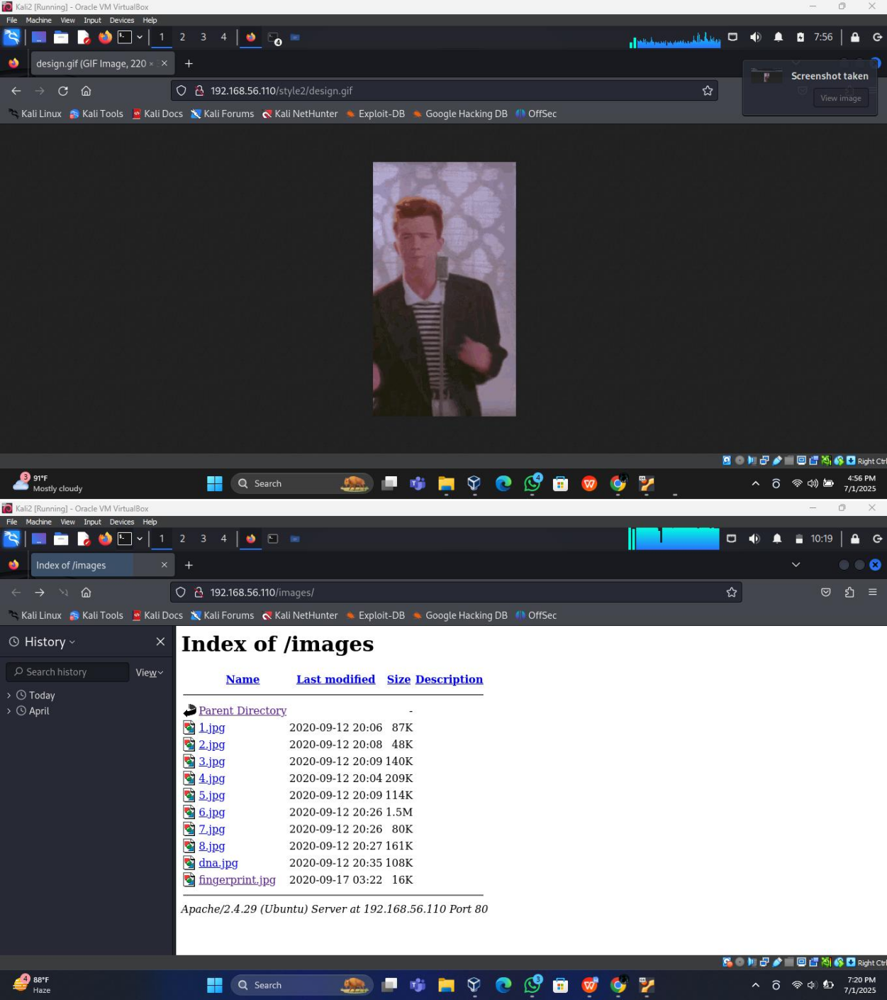 Kali2 [Running] - Oracle VM VirtualBox
File Machine View Input Devices Help
1 2 3 4 7:56
design.gif (GIF Image, 220 ×
Screenshot taken
View image
192.168.56.110/style2/design.gif
Kali Linux Kali Tools Kali Docs Kali Forums Kali NetHunter Exploit-DB Google Hacking DB OffSec
Right Ctrl
3 91°F
Mostly cloudy
Search
4
4:56 PM
7/1/2025
Kali2 [Running] - Oracle VM VirtualBox
File Machine View Input Devices Help
1 2 3 4 10:19
Index of /images
192.168.56.110/images/
Kali Linux Kali Tools Kali Docs Kali Forums Kali NetHunter Exploit-DB Google Hacking DB OffSec
History
Search history View
Today
April
Index of /images
Name Last modified Size Description
Parent Directory -
1.jpg 2020-09-12 20:06 87K
2.jpg 2020-09-12 20:08 48K
3.jpg 2020-09-12 20:09 140K
4.jpg 2020-09-12 20:04 209K
5.jpg 2020-09-12 20:09 114K
6.jpg 2020-09-12 20:26 1.5M
7.jpg 2020-09-12 20:26 80K
8.jpg 2020-09-12 20:27 161K
dna.jpg 2020-09-12 20:35 108K
fingerprint.jpg 2020-09-17 03:22 16K
Apache/2.4.29 (Ubuntu) Server at 192.168.56.110 Port 80
Right Ctrl
4 88°F
Haze
Search
3
7:20 PM
7/1/2025